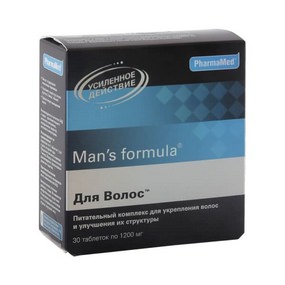 УСИЛЕННОЕ
ДЕЙСТВИЕ
PharmaMed®
Man's formula®
Для Волос™
Питательный комплекс для укрепления волос
и улучшения их структуры
30 таблеток по 1200 мг